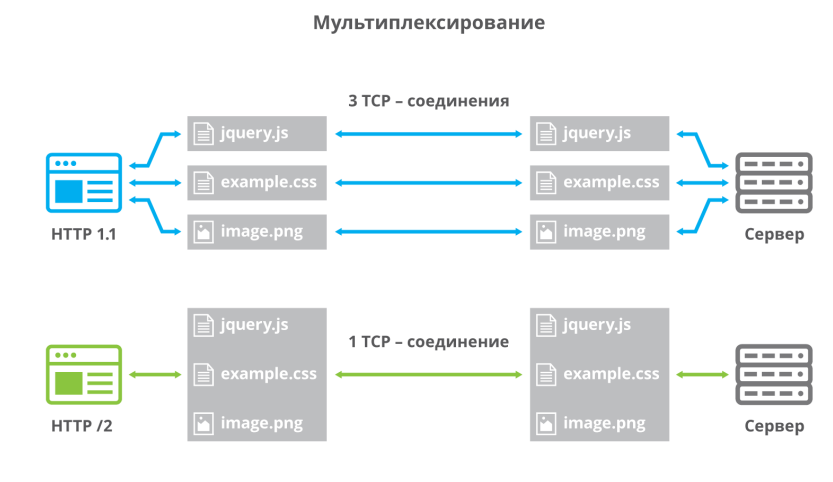 Мультиплексирование
3 TCP – соединения
jquery.js
jquery.js
example.css
example.css
image.png
image.png
HTTP 1.1
Сервер
jquery.js
jquery.js
1 TCP – соединение
example.css
example.css
image.png
image.png
HTTP /2
Сервер